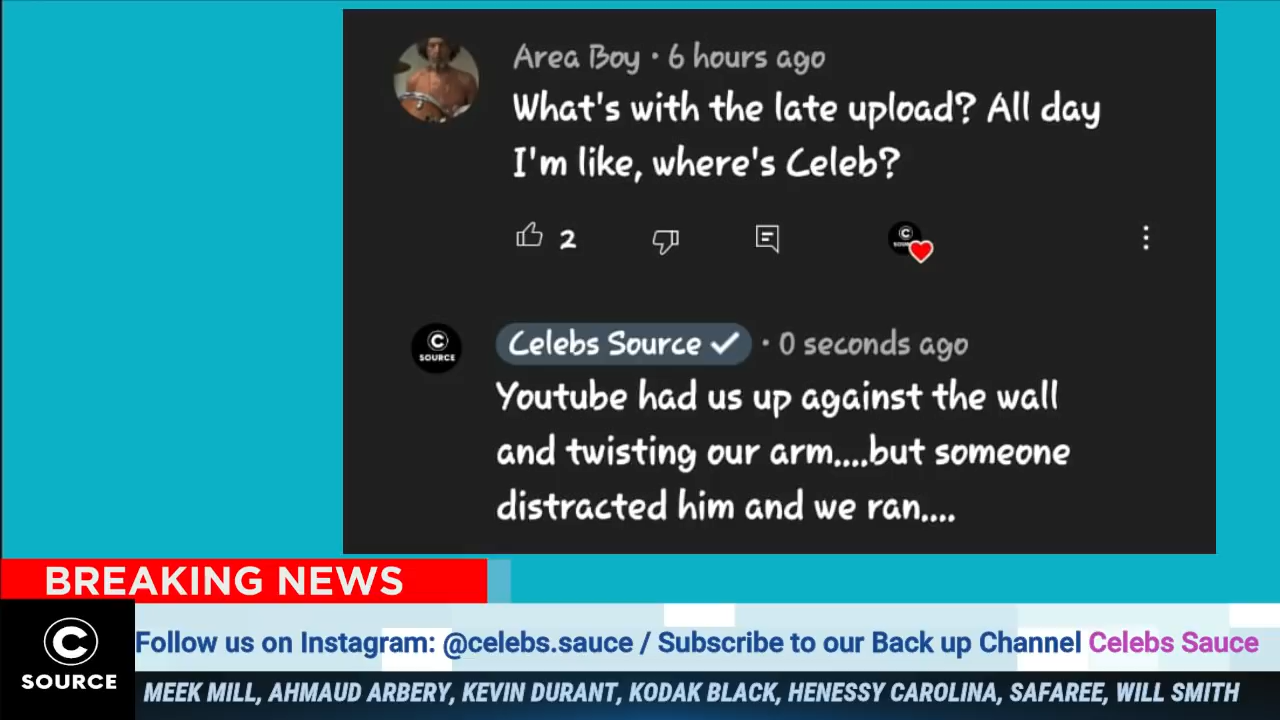 Area Boy · 6 hours ago
What's with the late upload? All day
I'm like, where's Celeb?
2
C
SOURCE
Celebs Source ✓ · 0 seconds ago
Youtube had us up against the wall
and twisting our arm....but someone
distracted him and we ran....
BREAKING NEWS
C
SOURCE
Follow us on Instagram: @celebs.sauce / Subscribe to our Back up Channel Celebs Sauce
MEEK MILL, AHMAUD ARBERY, KEVIN DURANT, KODAK BLACK, HENESSY CAROLINA, SAFAREE, WILL SMITH